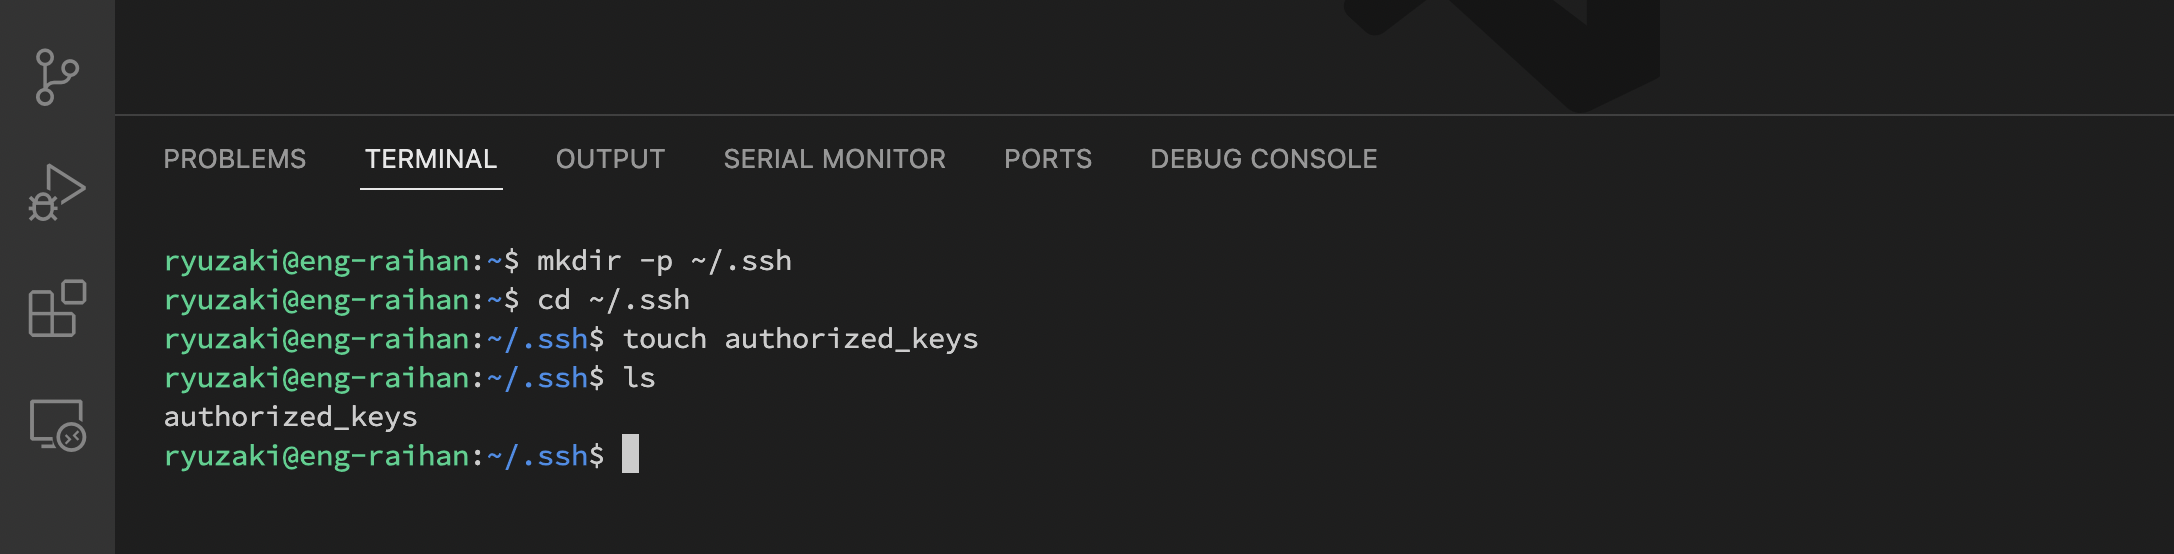 PROBLEMS TERMINAL OUTPUT SERIAL MONITOR PORTS DEBUG CONSOLE
ryuzaki@eng-raihan:~$ mkdir -p ~/.ssh
ryuzaki@eng-raihan:~$ cd ~/.ssh
ryuzaki@eng-raihan:~/.ssh$ touch authorized_keys
ryuzaki@eng-raihan:~/.ssh$ ls
authorized_keys
ryuzaki@eng-raihan:~/.ssh$